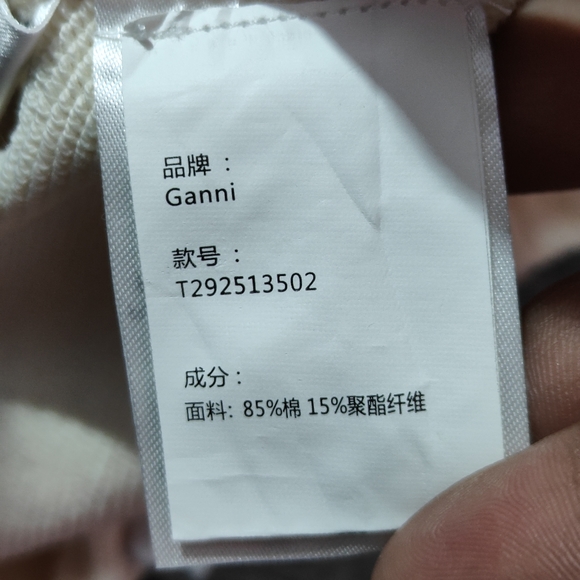 品牌 :
Ganni
款号 :
T292513502
成分 :
面料: 85%棉 15%聚酯纤维